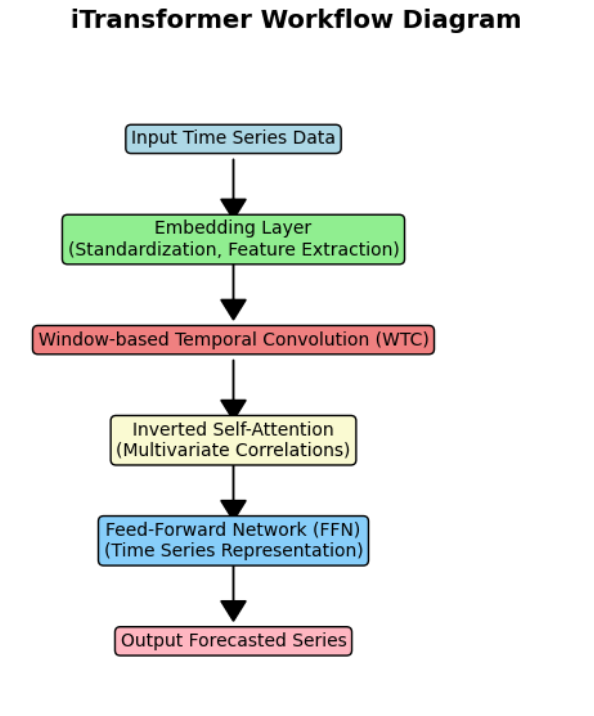 iTransformer Workflow Diagram
Input Time Series Data
Embedding Layer
(Standardization, Feature Extraction)
Window-based Temporal Convolution (WTC)
Inverted Self-Attention
(Multivariate Correlations)
Feed-Forward Network (FFN)
(Time Series Representation)
Output Forecasted Series